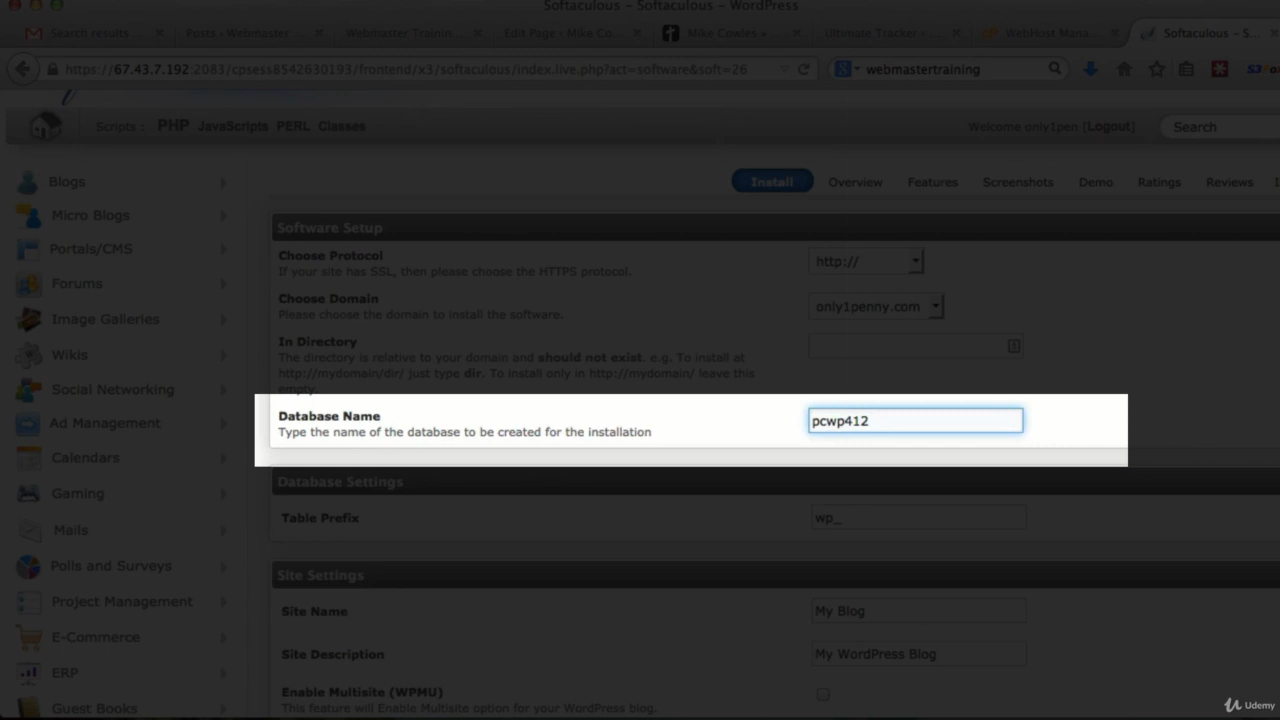 Softaculous - Softaculous - WordPress
Search results ...
Posts ‹ Webmaster ...
Webmaster Trainin...
Edit Page ‹ Mike Co...
Mike Cowles »
Ultimate Tracker ‹ ...
WebHost Mana...
Softaculous - S...
https://67.43.7.192:2083/cpsess8542630193/frontend/x3/softaculous/index.live.php?act=software&soft=26
webmastertraining
Scripts : PHP JavaScripts PERL Classes
Welcome only1pen [Logout]
Search
Blogs
Micro Blogs
Portals/CMS
Forums
Image Galleries
Wikis
Social Networking
Ad Management
Calendars
Gaming
Mails
Polls and Surveys
Project Management
E-Commerce
ERP
Guest Books
Install Overview Features Screenshots Demo Ratings Reviews
Software Setup
Choose Protocol
If your site has SSL, then please choose the HTTPS protocol.
http://
Choose Domain
Please choose the domain to install the software.
only1penny.com
In Directory
The directory is relative to your domain and should not exist. e.g. To install at
http://mydomain/dir/ just type dir. To install only in http://mydomain/ leave this
empty.
Database Name
Type the name of the database to be created for the installation
pcwp412
Database Settings
Table Prefix
wp_
Site Settings
Site Name
My Blog
Site Description
My WordPress Blog
Enable Multisite (WPMU)
This feature will Enable Multisite option for your WordPress blog.
Udemy